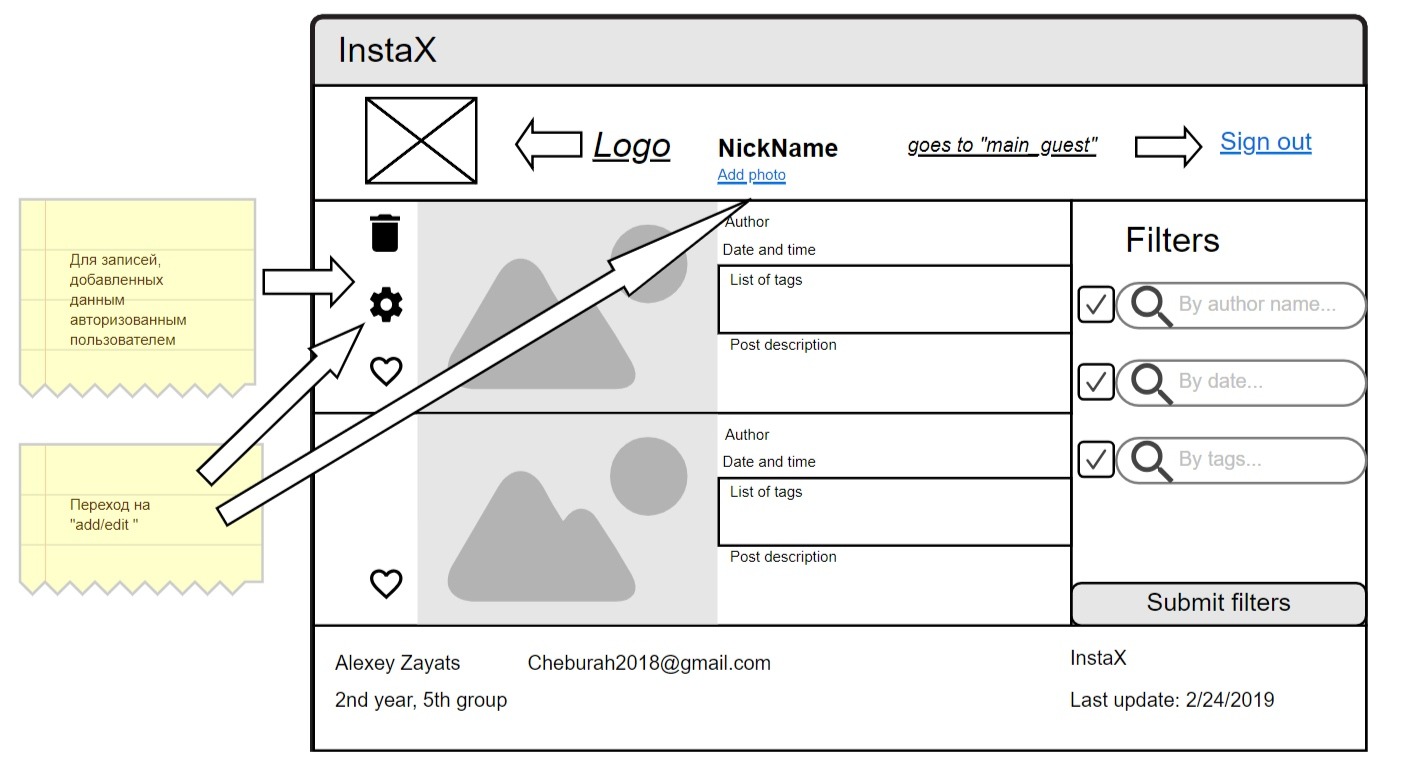 InstaX
Logo
NickName
Add photo
goes to "main_guest"
Sign out
Для записей,
добавленных
данным
авторизованным
пользователем
Переход на
"add/edit "
Author
Date and time
List of tags
Post description
Author
Date and time
List of tags
Post description
Filters
By author name...
By date...
By tags...
Submit filters
Alexey Zayats
Cheburah2018@gmail.com
2nd year, 5th group
InstaX
Last update: 2/24/2019